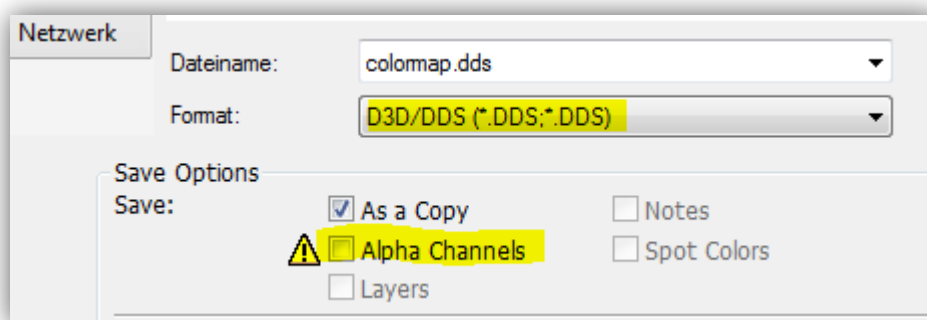 Netzwerk
Dateiname: colormap.dds
Format: D3D/DDS (*.DDS;*.DDS)
Save Options
Save: As a Copy Notes
Alpha Channels Spot Colors
Layers